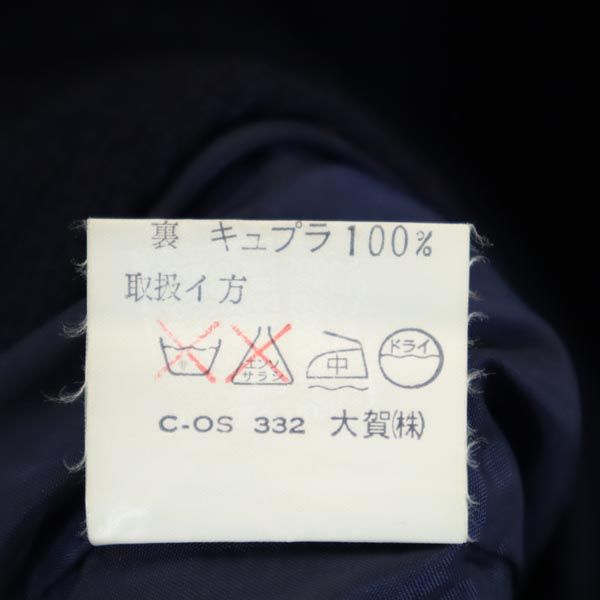 裏 キュプラ100%
取扱イ方
エンソ
サラシ
中
ドライ
C-OS 332 大賀(株)